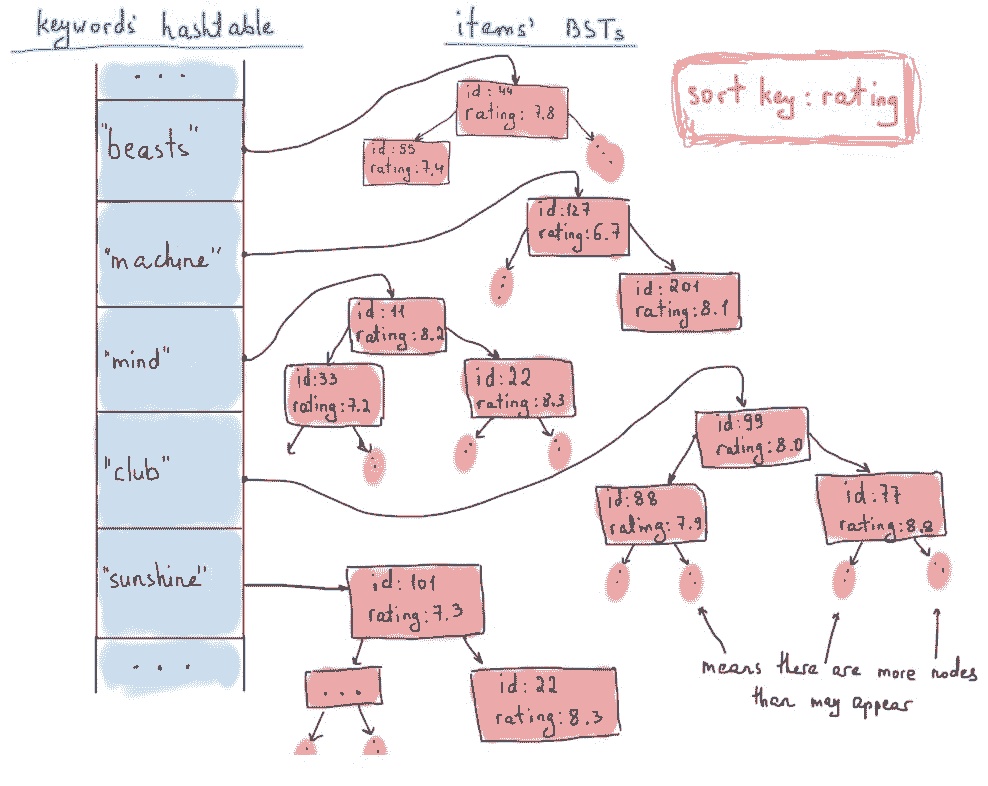 keywords' hashtable
items' BSTs
sort key: rating
...
"beasts"
id: 44
rating: 7.8
id: 55
rating: 7.4
...
"machine"
id: 127
rating: 6.7
id: 201
rating: 8.1
"mind"
id: 11
rating: 8.2
id: 33
rating: 7.2
id: 22
rating: 8.3
"club"
id: 99
rating: 8.0
id: 88
rating: 7.9
id: 77
rating: 8.8
"sunshine"
id: 101
rating: 7.3
...
id: 22
rating: 8.3
...
means there are more nodes
than may appear